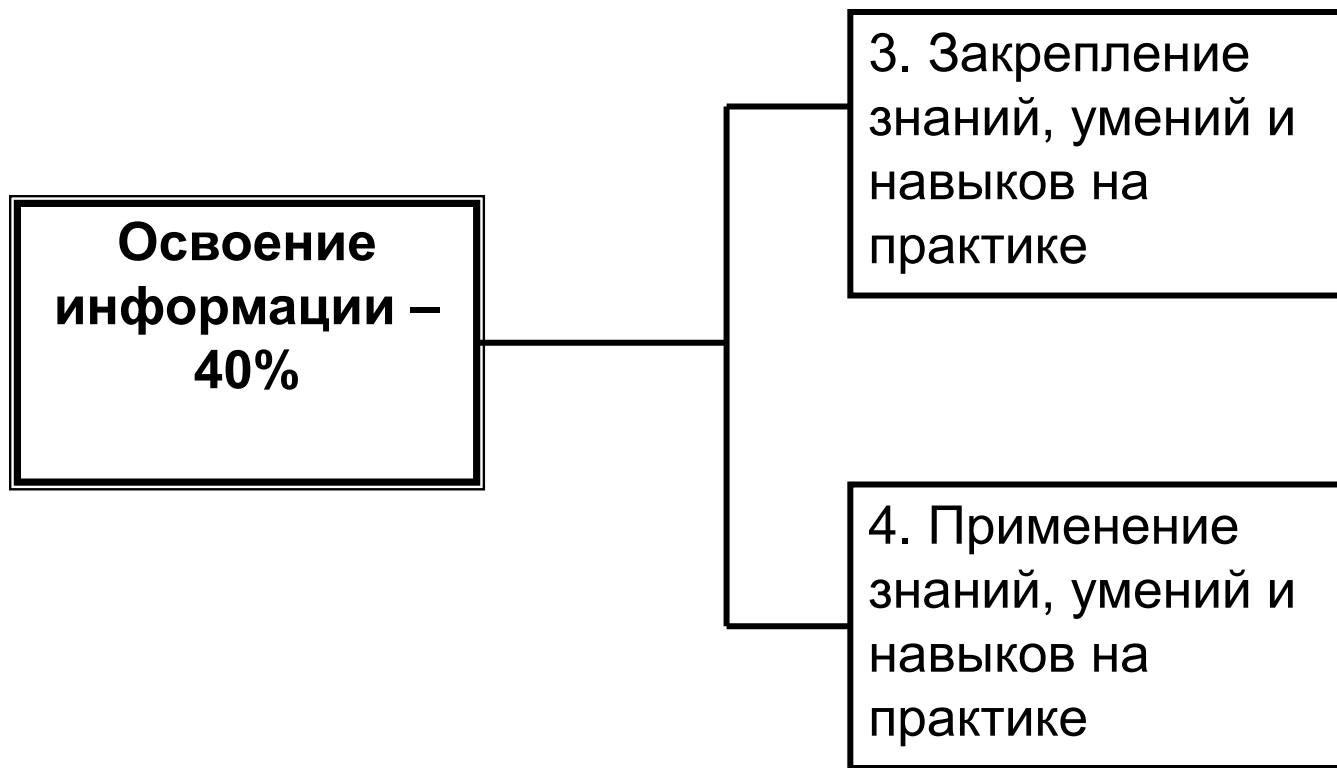 Освоение
информации –
40%
3. Закрепление
знаний, умений и
навыков на
практике
4. Применение
знаний, умений и
навыков на
практике